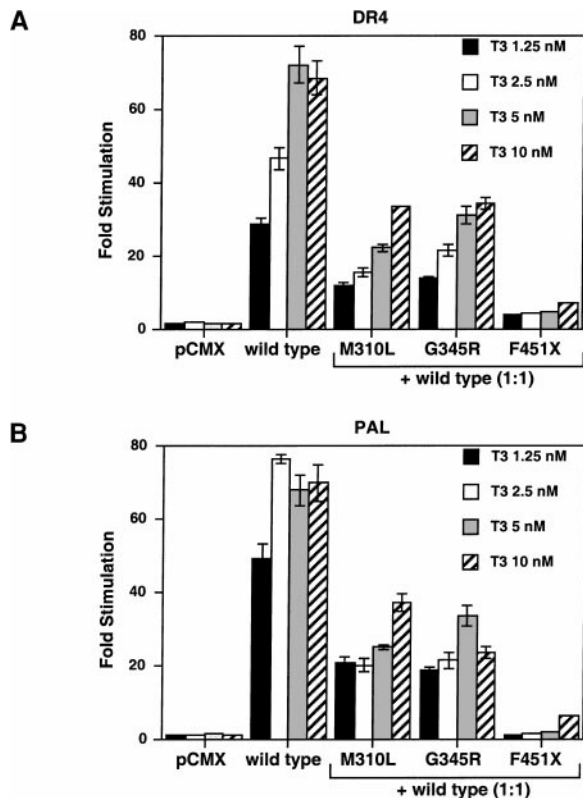 A
DR4
Fold Stimulation
80
60
40
20
0
T3 1.25 nM
T3 2.5 nM
T3 5 nM
T3 10 nM
pCMX wild type M310L G345R F451X
+ wild type (1:1)
B
PAL
Fold Stimulation
80
60
40
20
0
T3 1.25 nM
T3 2.5 nM
T3 5 nM
T3 10 nM
pCMX wild type M310L G345R F451X
+ wild type (1:1)